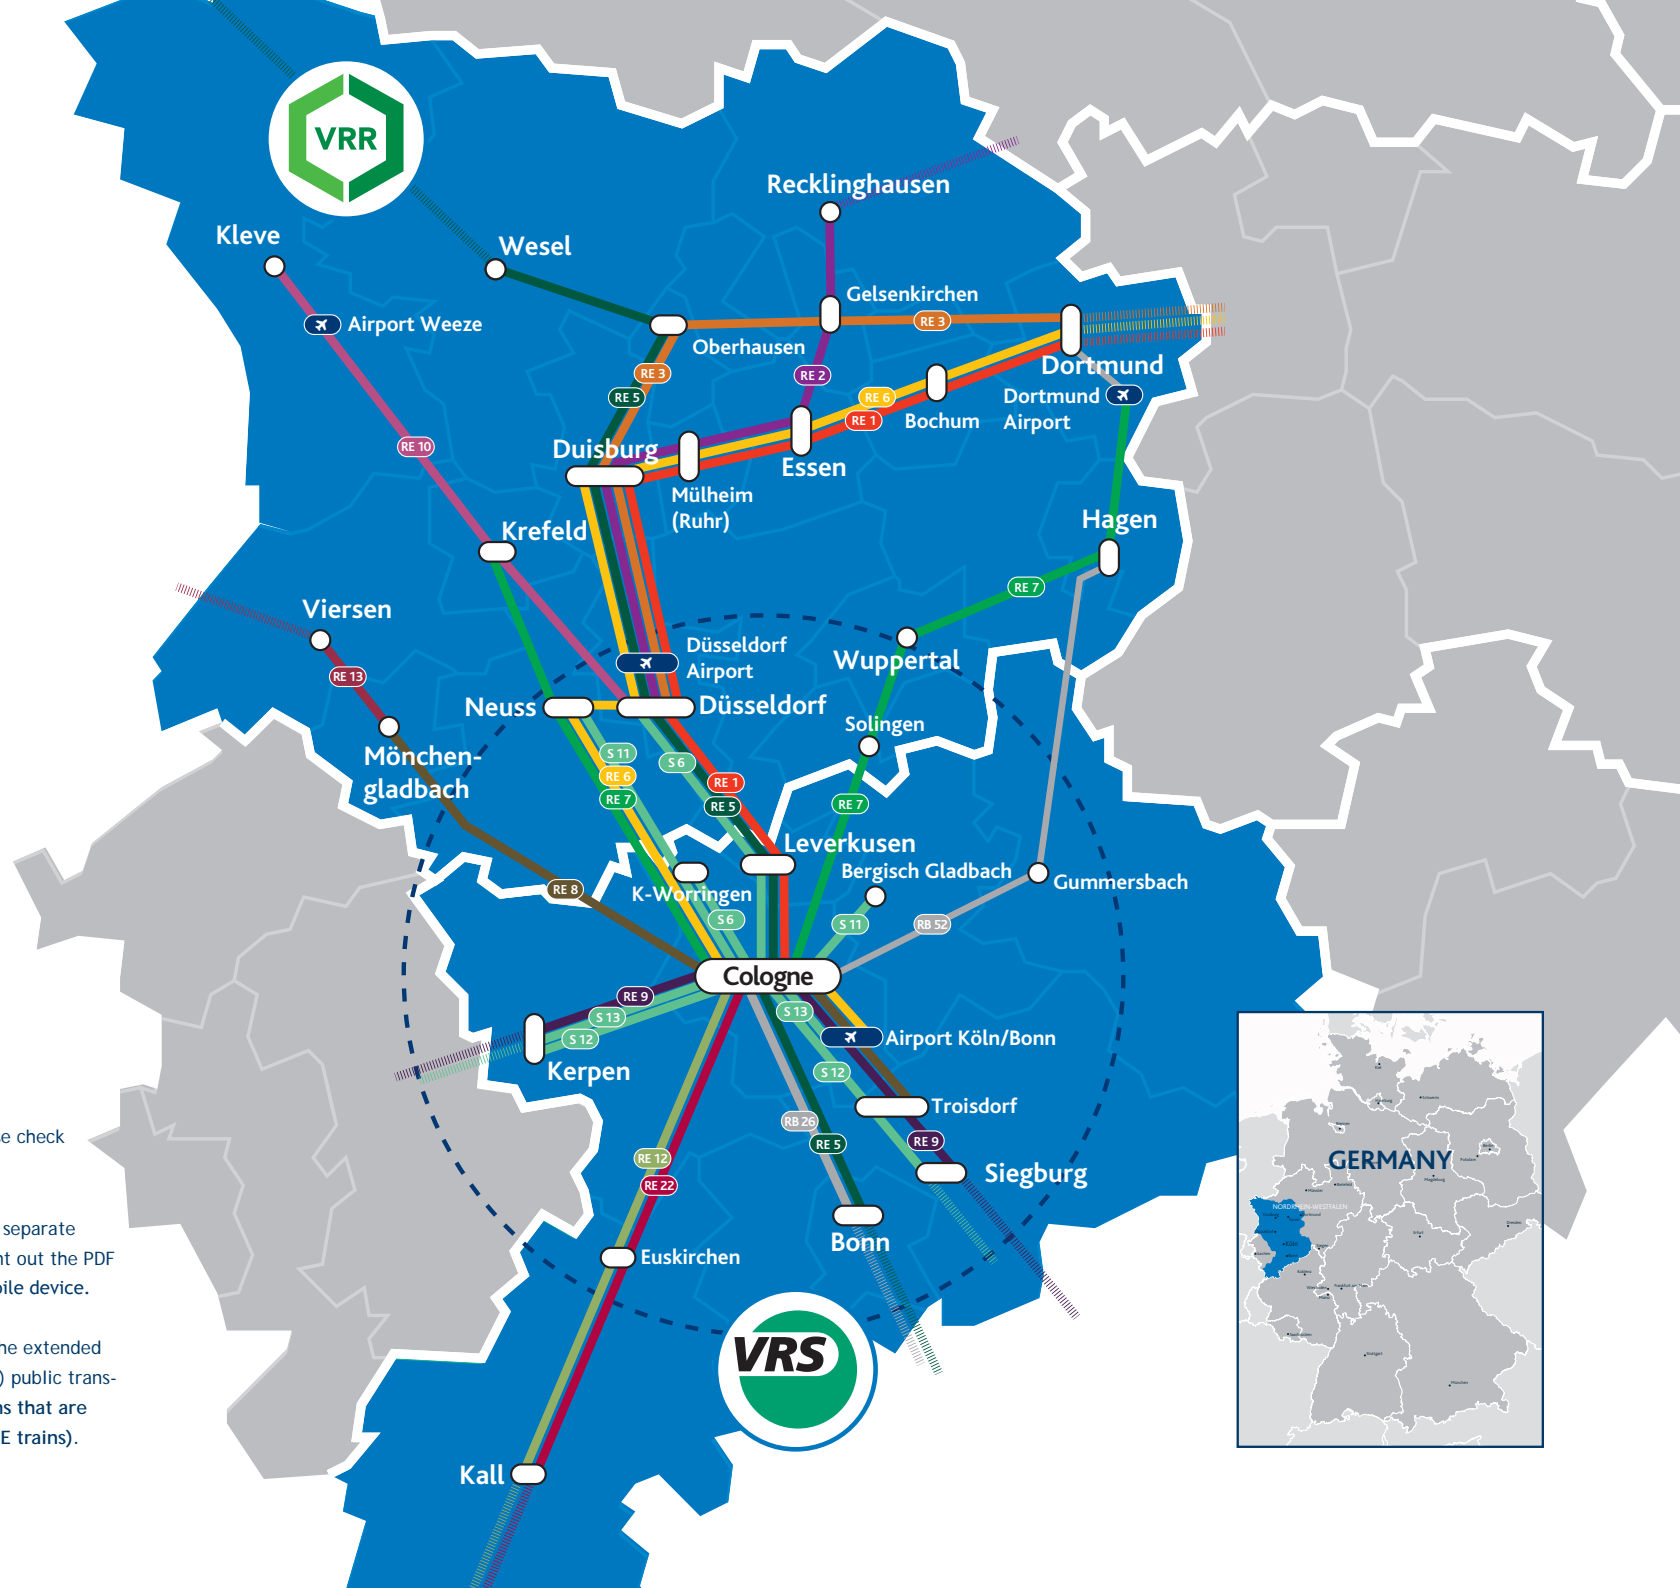 VRR
Recklinghausen
Kleve
Wesel
Airport Weeze
Gelsenkirchen
RE 3
Oberhausen
Dortmund
RE 3
RE 2
RE 5
RE 6
RE 1
Bochum
Dortmund
Airport
RE 10
Duisburg
Essen
Mülheim
(Ruhr)
Krefeld
Hagen
RE 7
Viersen
RE 13
Düsseldorf
Airport
Wuppertal
Neuss
Düsseldorf
Solingen
Mönchen-
gladbach
S 11
RE 6
RE 7
S 6
RE 1
RE 5
RE 7
Leverkusen
Bergisch Gladbach
Gummersbach
RE 8
K-Worringen
S 6
S 11
RB 52
Cologne
RE 9
S 13
S 12
S 13
Airport Köln/Bonn
Kerpen
S 12
Troisdorf
RB 26
RE 5
RE 9
RE 12
RE 22
Siegburg
Bonn
Euskirchen
VRS
Kall
e check
separate
nt out the PDF
ile device.
he extended
) public trans-
s that are
E trains).
GERMANY
NORDRHEIN-WESTFALEN